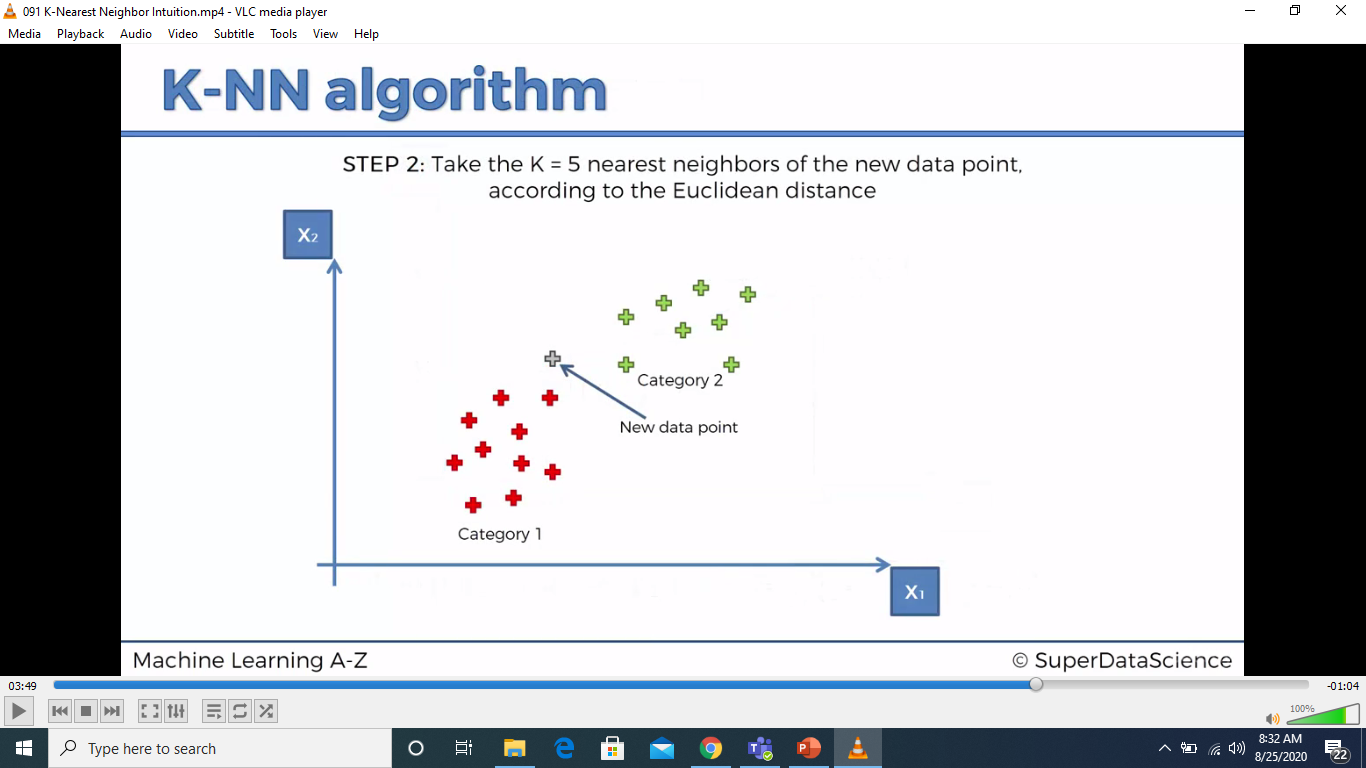 091 K-Nearest Neighbor Intuition.mp4 - VLC media player
Media Playback Audio Video Subtitle Tools View Help
K-NN algorithm
STEP 2: Take the K = 5 nearest neighbors of the new data point,
according to the Euclidean distance
X2
Category 2
New data point
Category 1
X1
Machine Learning A-Z
© SuperDataScience
03:49
-01:04
100%
Type here to search
8:32 AM
8/25/2020
22